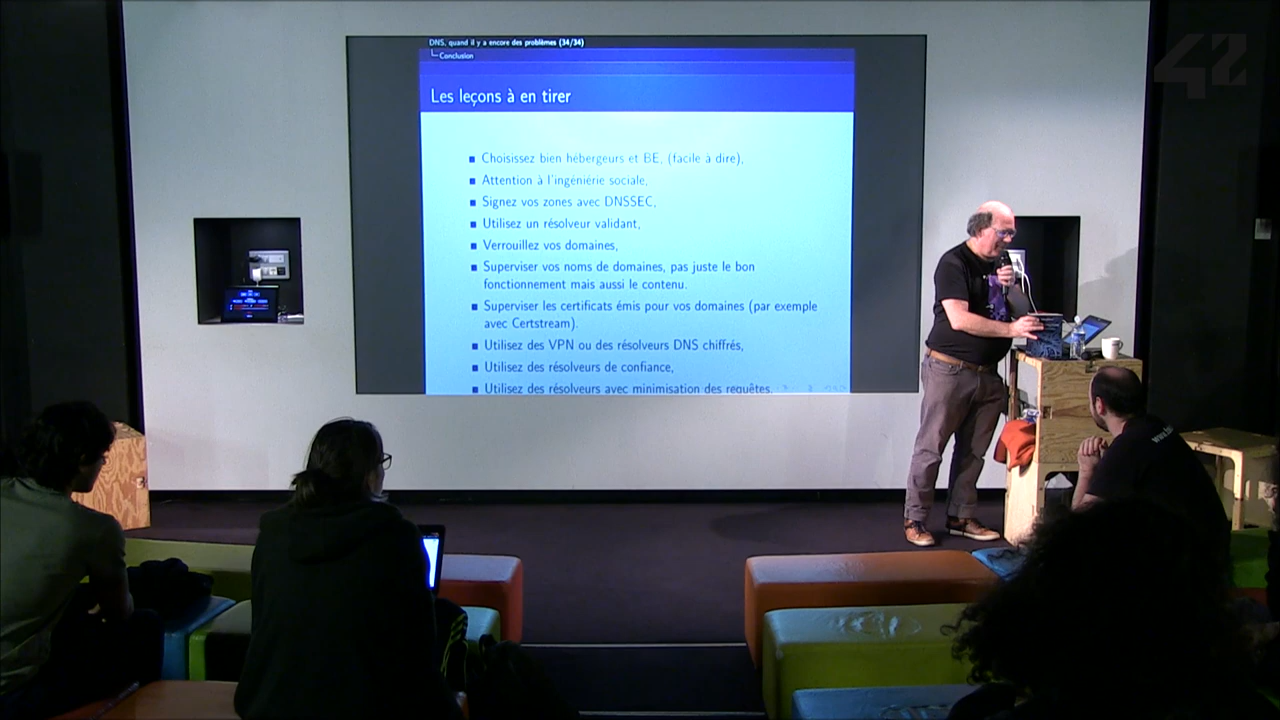 42
DNS, quand il y a encore des problèmes (34/34)
Conclusion
Les leçons à en tirer
Choisissez bien hébergeurs et BE, (facile à dire),
Attention à l'ingéniérie sociale,
Signez vos zones avec DNSSEC,
Utilisez un résolveur validant,
Verrouillez vos domaines,
Superviser vos noms de domaines, pas juste le bon
fonctionnement mais aussi le contenu.
Superviser les certificats émis pour vos domaines (par exemple
avec Certstream).
Utilisez des VPN ou des résolveurs DNS chiffrés,
Utilisez des résolveurs de confiance,
Utilisez des résolveurs avec minimisation des requêtes.